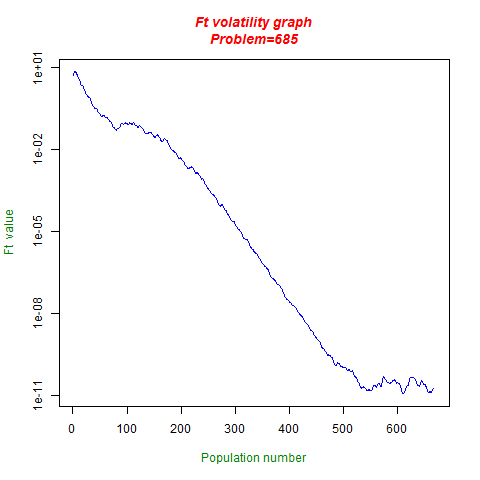 Ft volatility graph
Problem=685
Ft value
1e+01
1e-02
1e-05
1e-08
1e-11
0 100 200 300 400 500 600
Population number